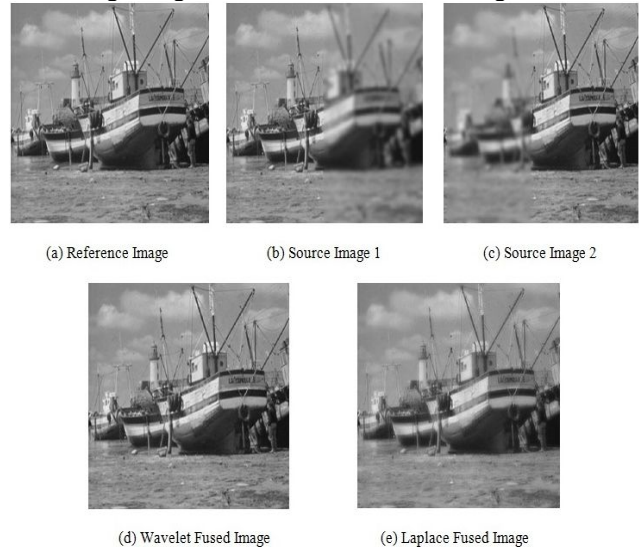 (a) Reference Image
(b) Source Image 1
(c) Source Image 2
(d) Wavelet Fused Image
(e) Laplace Fused Image